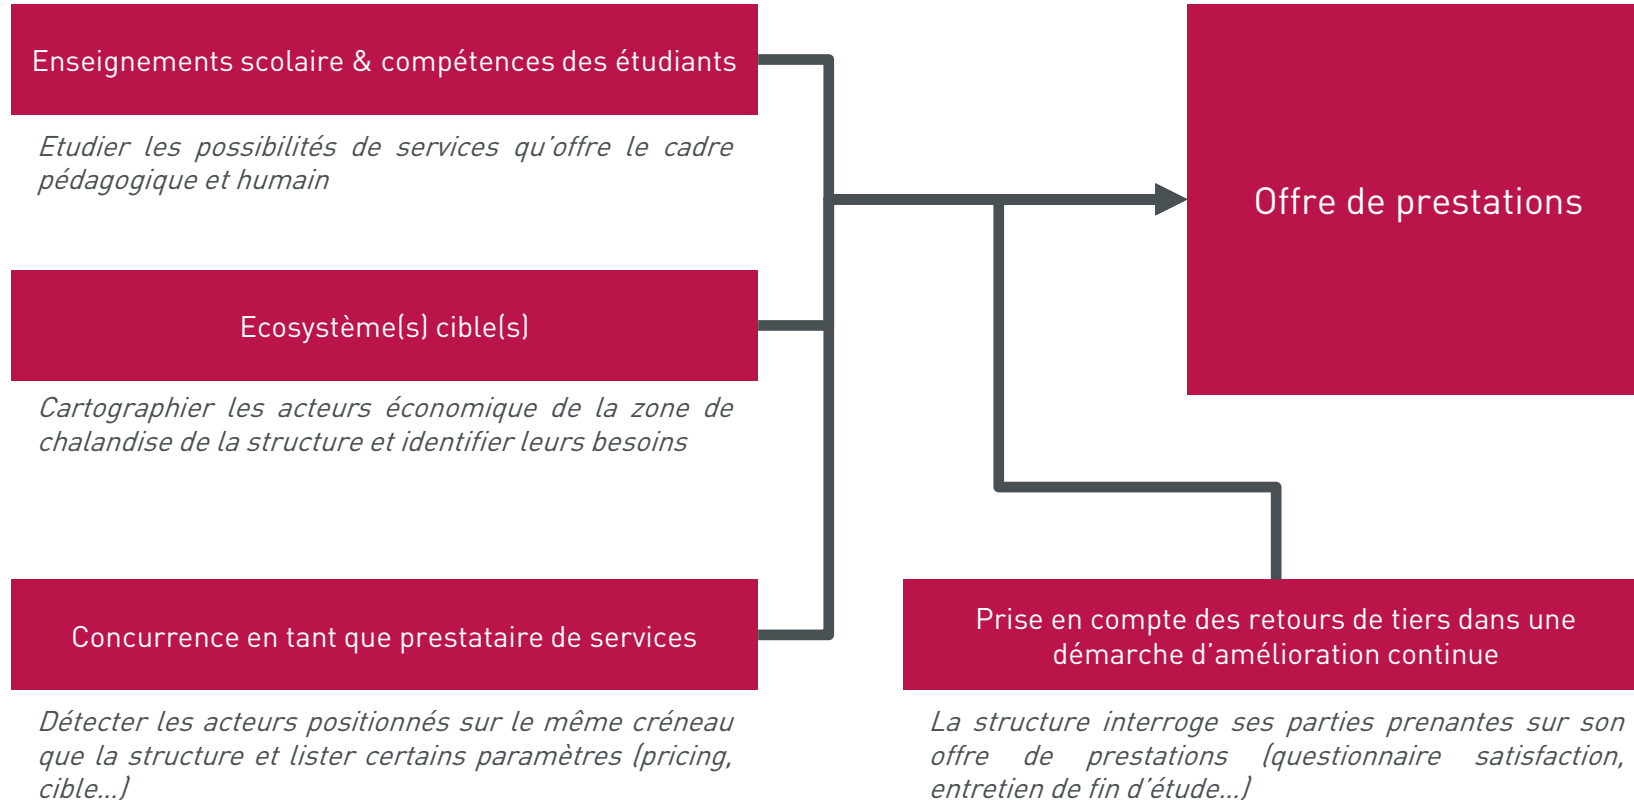 Enseignements scolaire & compétences des étudiants
Etudier les possibilités de services qu'offre le cadre
pédagogique et humain
Offre de prestations
Ecosystème(s) cible(s)
Cartographier les acteurs économique de la zone de
chalandise de la structure et identifier leurs besoins
Concurrence en tant que prestataire de services
Détecter les acteurs positionnés sur le même créneau
que la structure et lister certains paramètres (pricing,
cible...)
Prise en compte des retours de tiers dans une
démarche d'amélioration continue
La structure interroge ses parties prenantes sur son
offre de prestations (questionnaire satisfaction,
entretien de fin d'étude...)